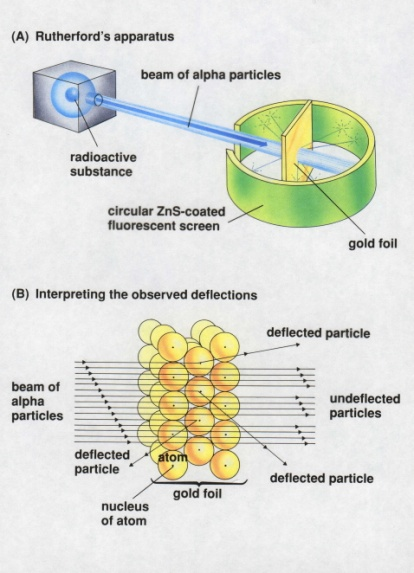 (A) Rutherford's apparatus
beam of alpha particles
radioactive
substance
circular ZnS-coated
fluorescent screen
gold foil
(B) Interpreting the observed deflections
deflected particle
beam of
alpha
particles
undeflected
particles
deflected
particle
atom
deflected particle
gold foil
nucleus
of atom